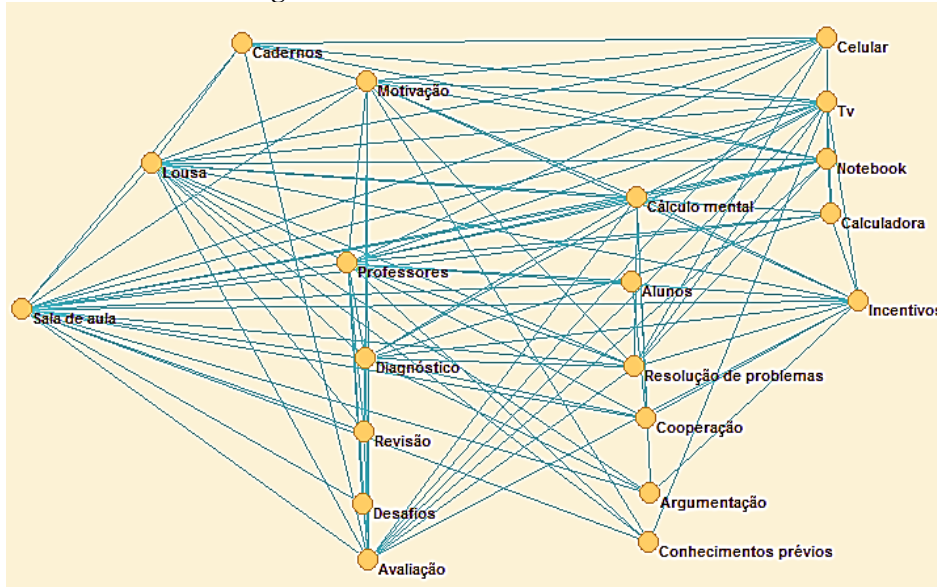 Celular
Cadernos
Motivação
Tv
Lousa
Notebook
Cálculo mental
Calculadora
Professores
Alunos
Sala de aula
Incentivos
Diagnóstico
Resolução de problemas
Cooperação
Revisão
Argumentação
Desafios
Conhecimentos prévios
Avaliação